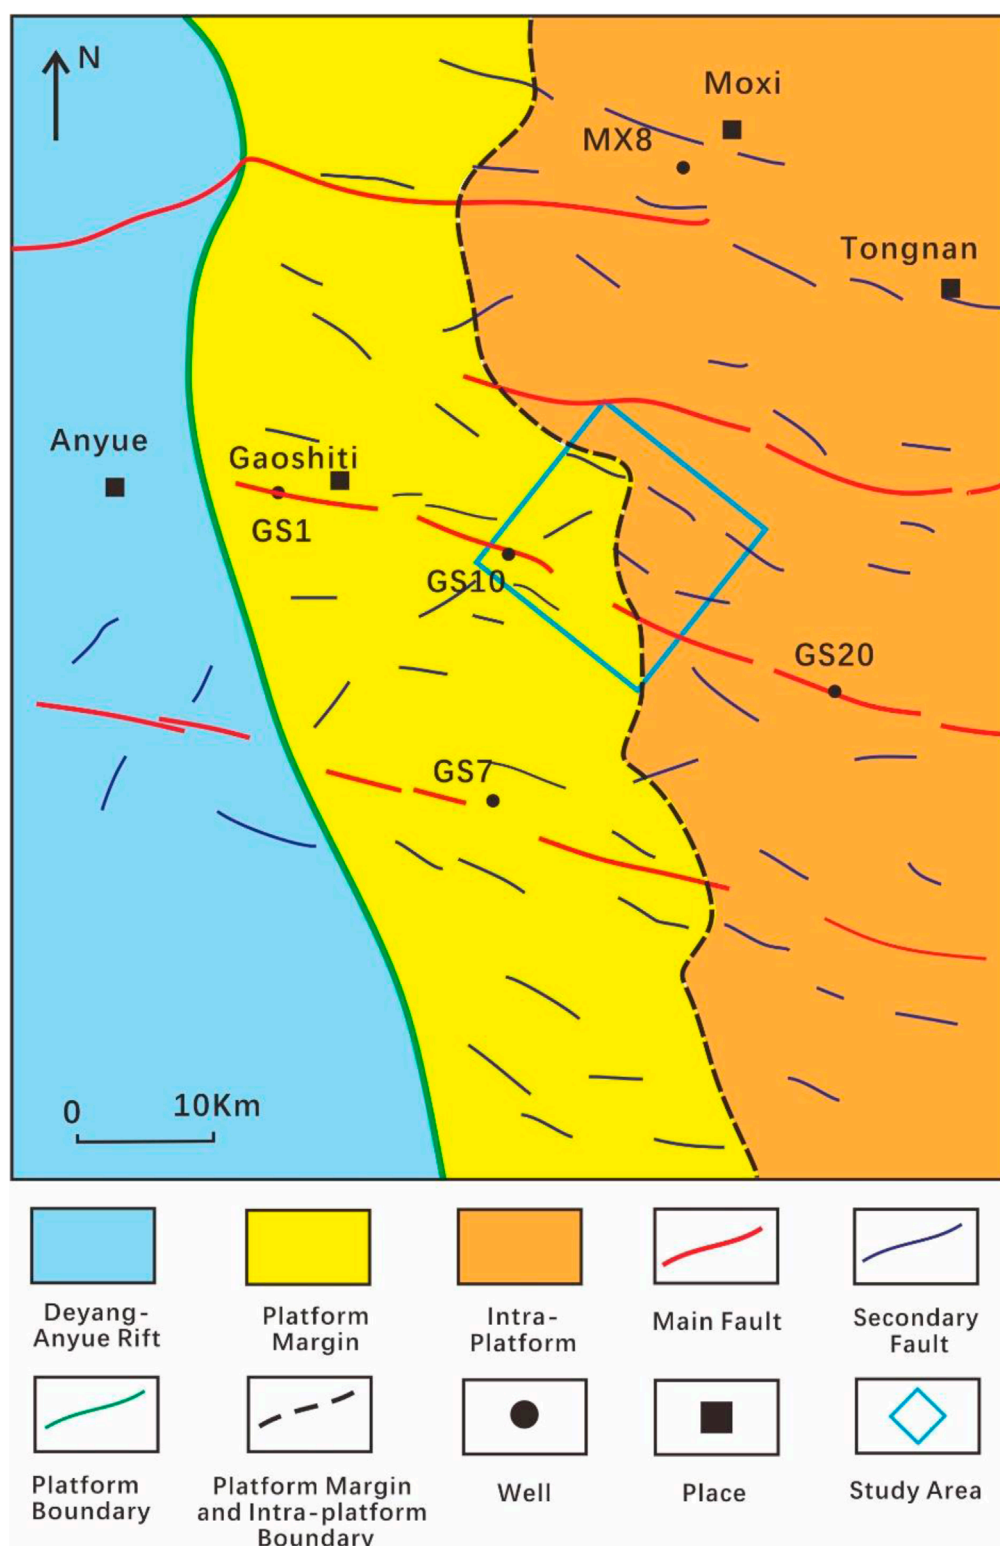 N
Moxi
MX8
Tongnan
Anyue
Gaoshiti
GS1
GS10
GS20
GS7
0
10Km
Deyang-
Anyue Rift
Platform
Margin
Intra-
Platform
Main Fault
Secondary
Fault
Platform
Boundary
Platform Margin
and Intra-platform
Boundary
Well
Place
Study Area